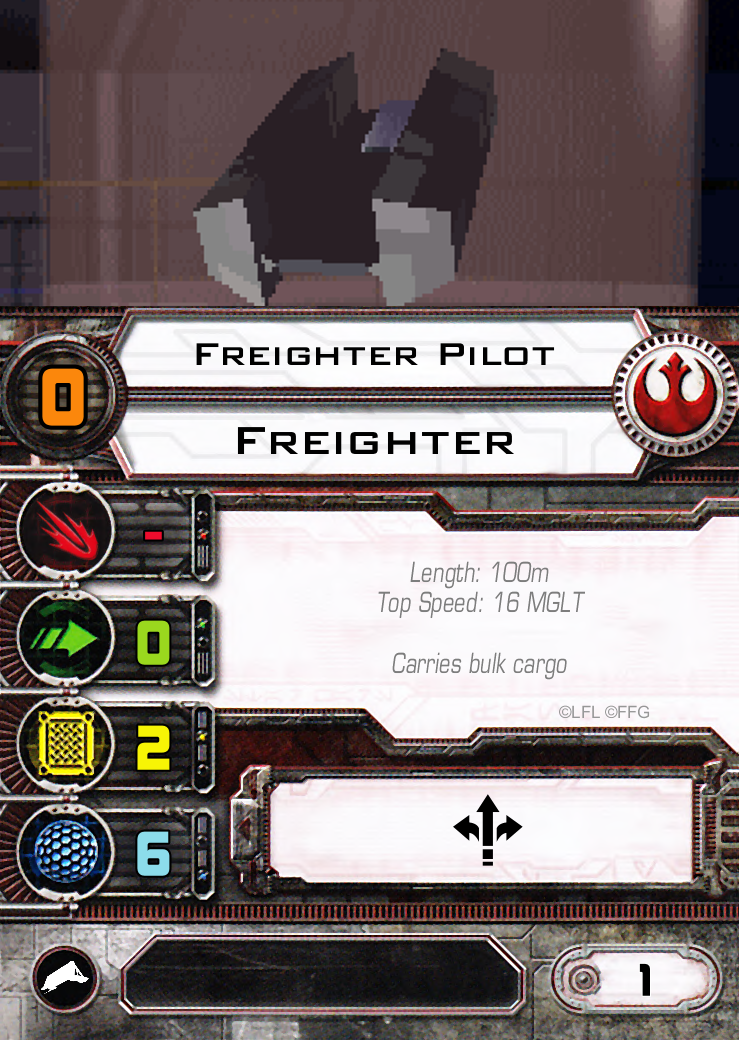 Freighter Pilot
0
Freighter
-
0
2
6
Length: 100m
Top Speed: 16 MGLT
Carries bulk cargo
©LFL ©FFG
1